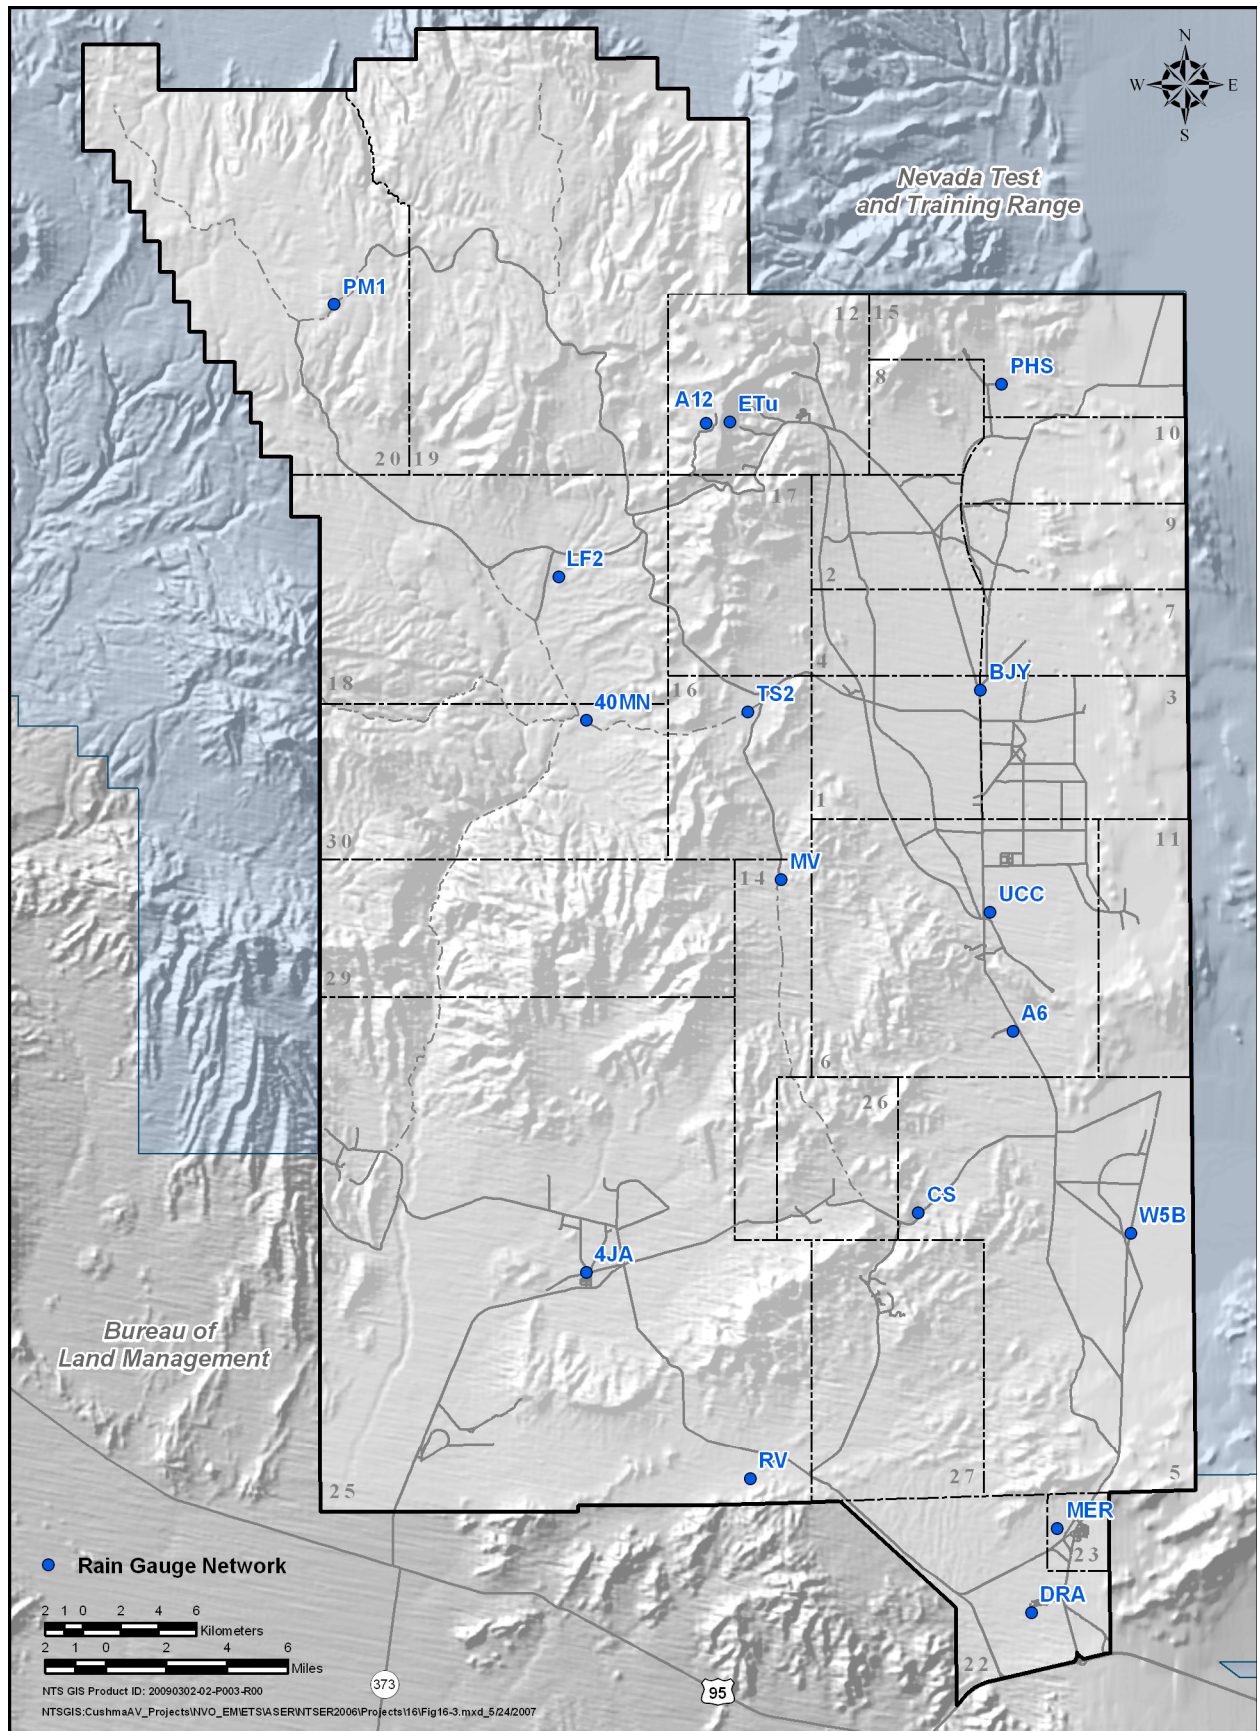 N
W E
S
Nevada Test
and Training Range
PM1
12
15
PHS
8
A12
ETu
10
20
19
17
9
LF2
2
7
BJY
4
18
16
TS2
3
40MN
1
30
11
MV
14
UCC
29
A6
6
26
CS
W5B
4JA
Bureau of
Land Management
RV
27
5
25
MER
23
DRA
22
Rain Gauge Network
2 1 0 2 4 6
Kilometers
2 1 0 2 4 6
Miles
373
95
NTS GIS Product ID: 20090302-02-P003-R00
NTSGIS:CushmaAV_Projects\NVO_EM\ETS\ASER\NTSER2006\Projects\16\Fig16-3.mxd_5/24/2007